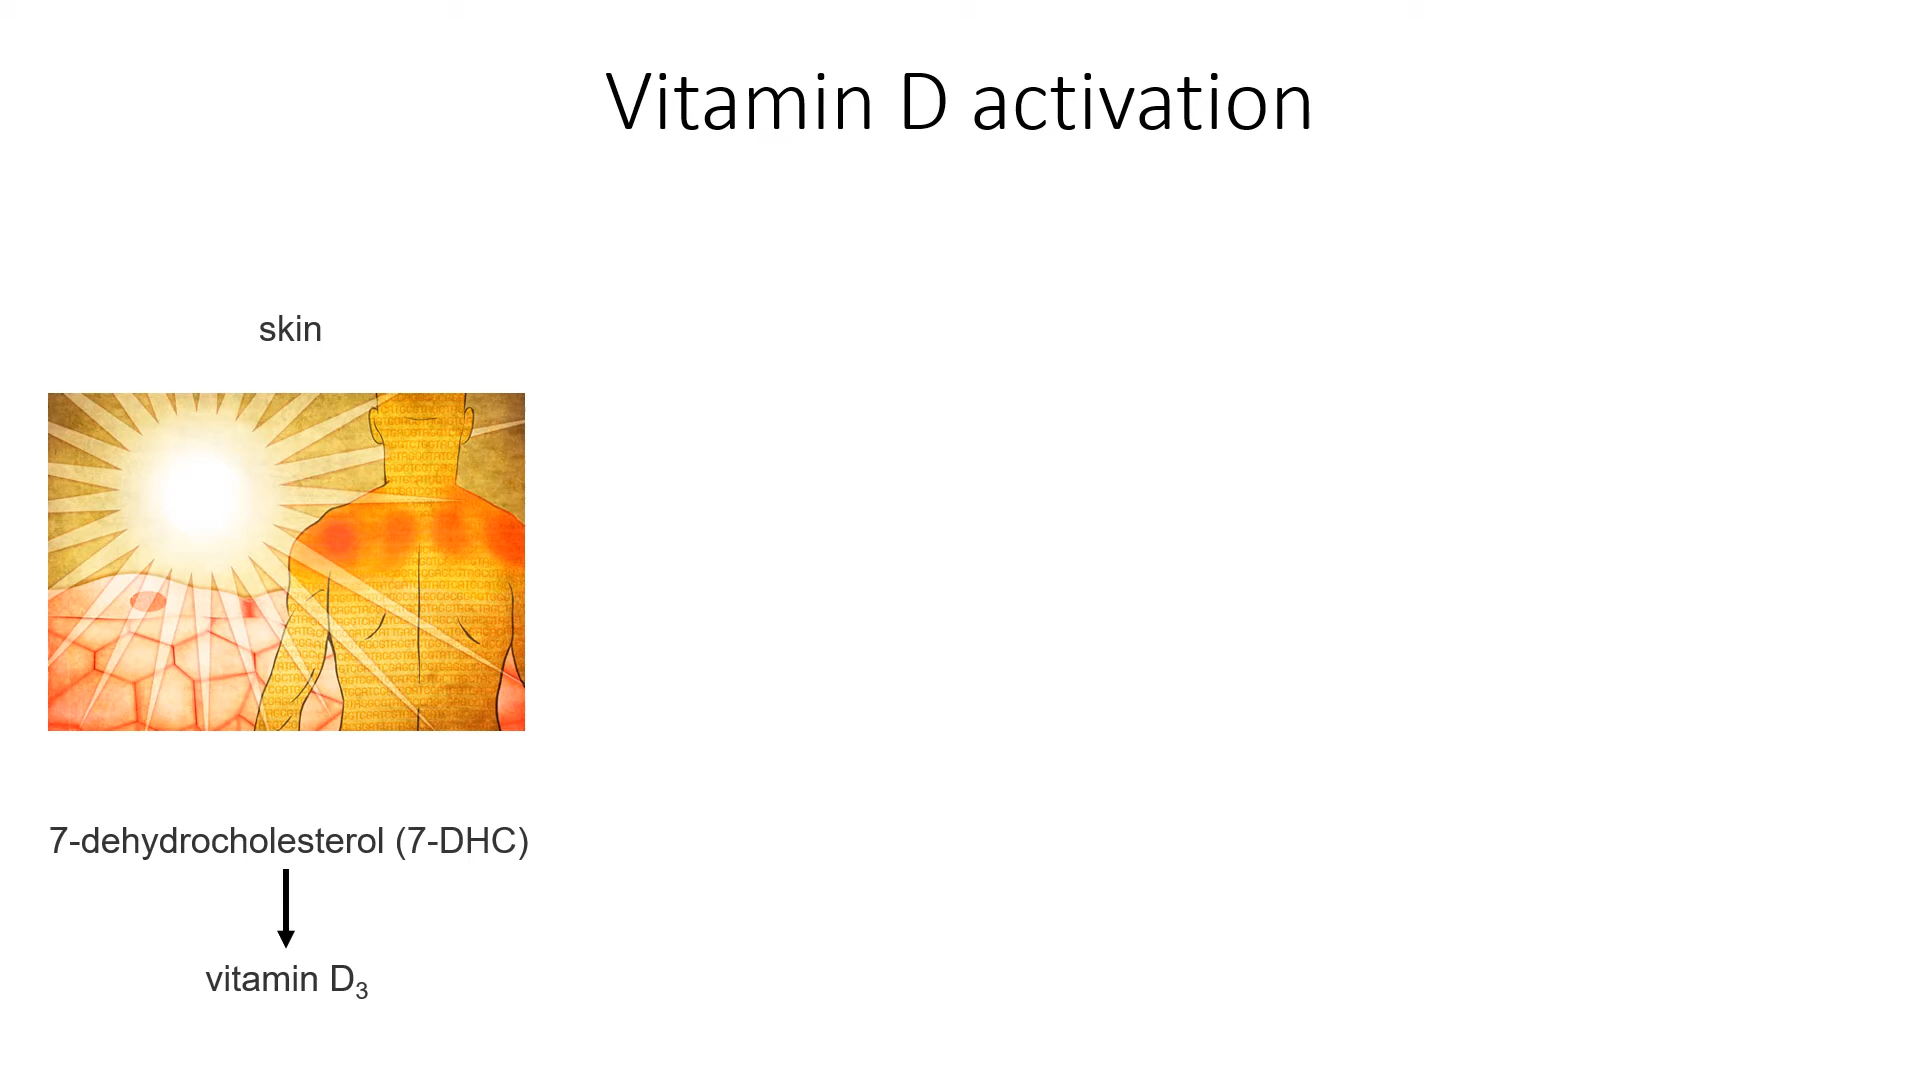 Vitamin D activation
skin
7-dehydrocholesterol (7-DHC)
vitamin D₃